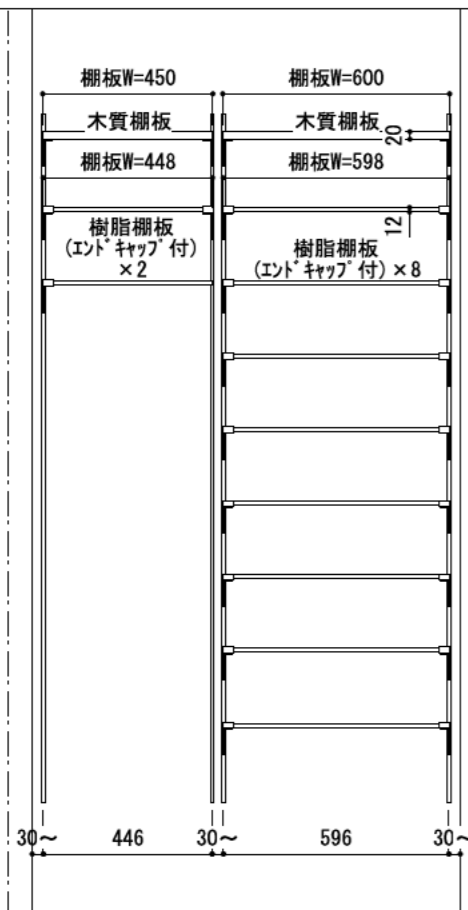 棚板W=450
棚板W=600
木質棚板
木質棚板
20
棚板W=448
棚板W=598
樹脂棚板
(エンドキャップ付)
×2
12
樹脂棚板
(エンドキャップ付)×8
30～
446
30～
596
30～